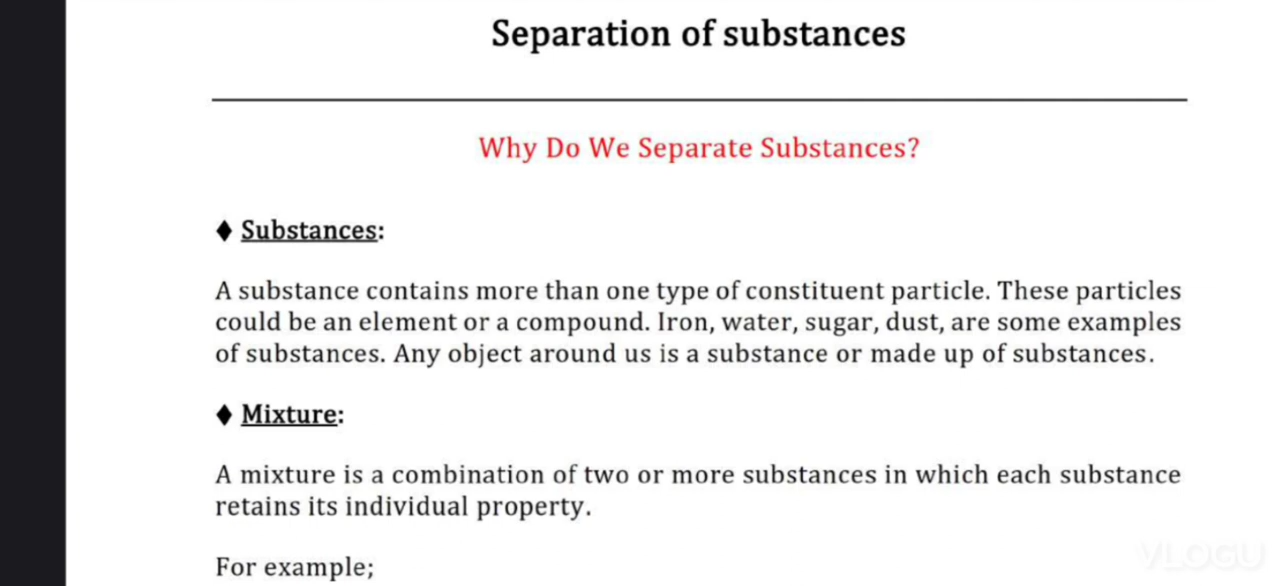 Separation of substances
Why Do We Separate Substances?
♦ Substances:
A substance contains more than one type of constituent particle. These particles
could be an element or a compound. Iron, water, sugar, dust, are some examples
of substances. Any object around us is a substance or made up of substances.
♦ Mixture:
A mixture is a combination of two or more substances in which each substance
retains its individual property.
For example;
VLOGU